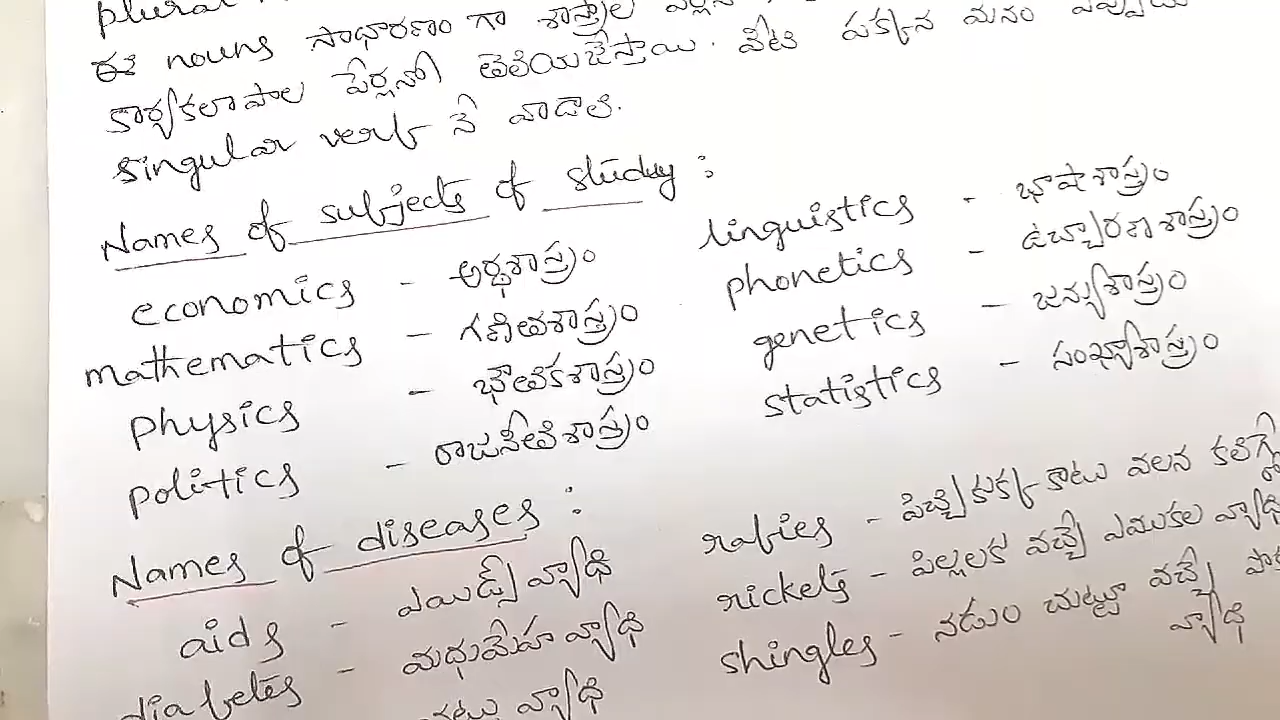 plural
ఈ nouns సాధారణం గా శాస్త్రాల
కార్యకలాపాల పేర్లనో తెలియజేస్తాయి. వీటి పక్కన మనం ఎప్పుడు
singular verb నే వాడాలి.
Names of subjects of study :
economics - అర్థశాస్త్రం
mathematics - గణితశాస్త్రం
physics - భౌతికశాస్త్రం
politics - రాజనీతిశాస్త్రం
linguistics - భాషాశాస్త్రం
phonetics - ఉచ్చారణశాస్త్రం
genetics - జన్యుశాస్త్రం
statistics - సంఖ్యాశాస్త్రం
Names of diseases :
aids - ఎయిడ్స్ వ్యాధి
diabetes - మధుమేహ వ్యాధి
వ్యాధి
rabies - పిచ్చికుక్క కాటు వలన
rickets - పిల్లలకు వచ్చే ఎముకల వ్యాధి
shingles - నడుం చుట్టూ వచ్చే
వ్యాధి